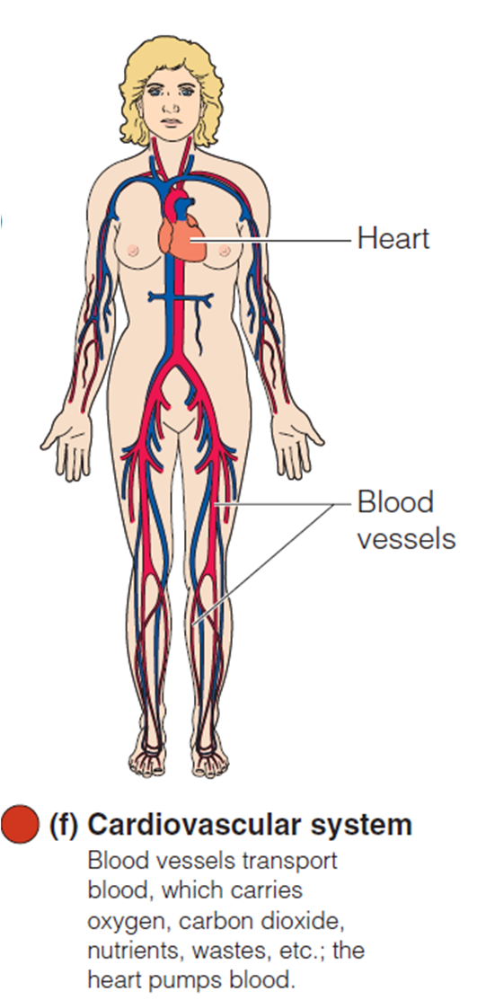 Heart
Blood
vessels
(f) Cardiovascular system
Blood vessels transport
blood, which carries
oxygen, carbon dioxide,
nutrients, wastes, etc.; the
heart pumps blood.